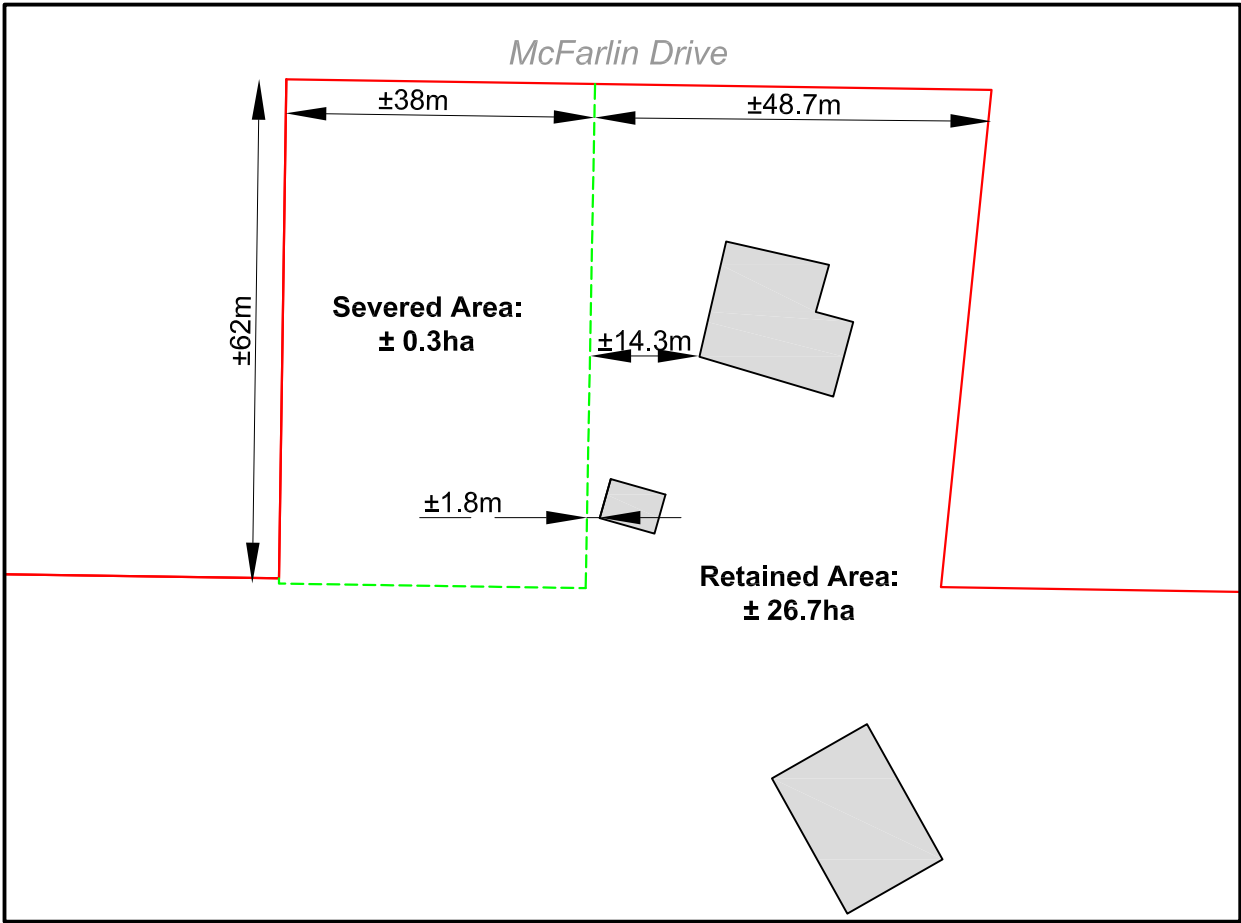 McFarlin Drive
±38m
±48.7m
±62m
Severed Area:
± 0.3ha
±14.3m
±1.8m
Retained Area:
± 26.7ha